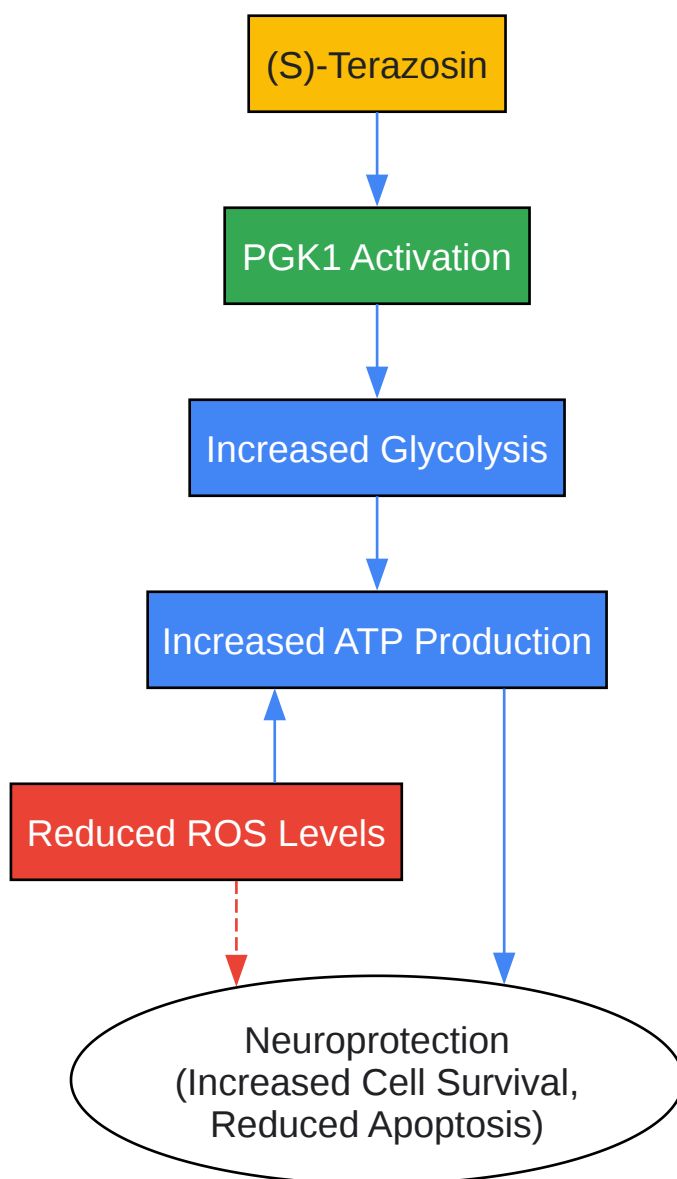 (S)-Terazosin
PGK1 Activation
Increased Glycolysis
Increased ATP Production
Reduced ROS Levels
Neuroprotection
(Increased Cell Survival,
Reduced Apoptosis)